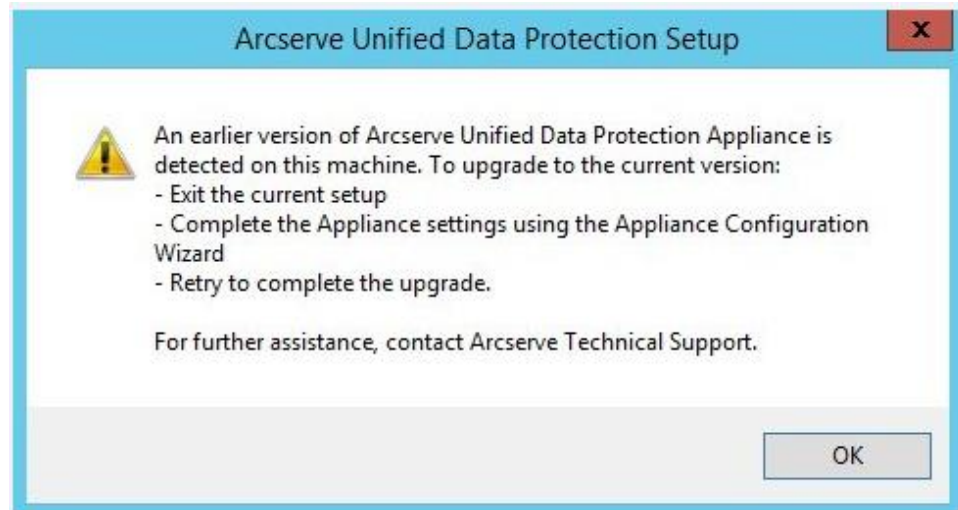 Arcserve Unified Data Protection Setup
x
An earlier version of Arcserve Unified Data Protection Appliance is
detected on this machine. To upgrade to the current version:
- Exit the current setup
- Complete the Appliance settings using the Appliance Configuration
Wizard
- Retry to complete the upgrade.
For further assistance, contact Arcserve Technical Support.
OK